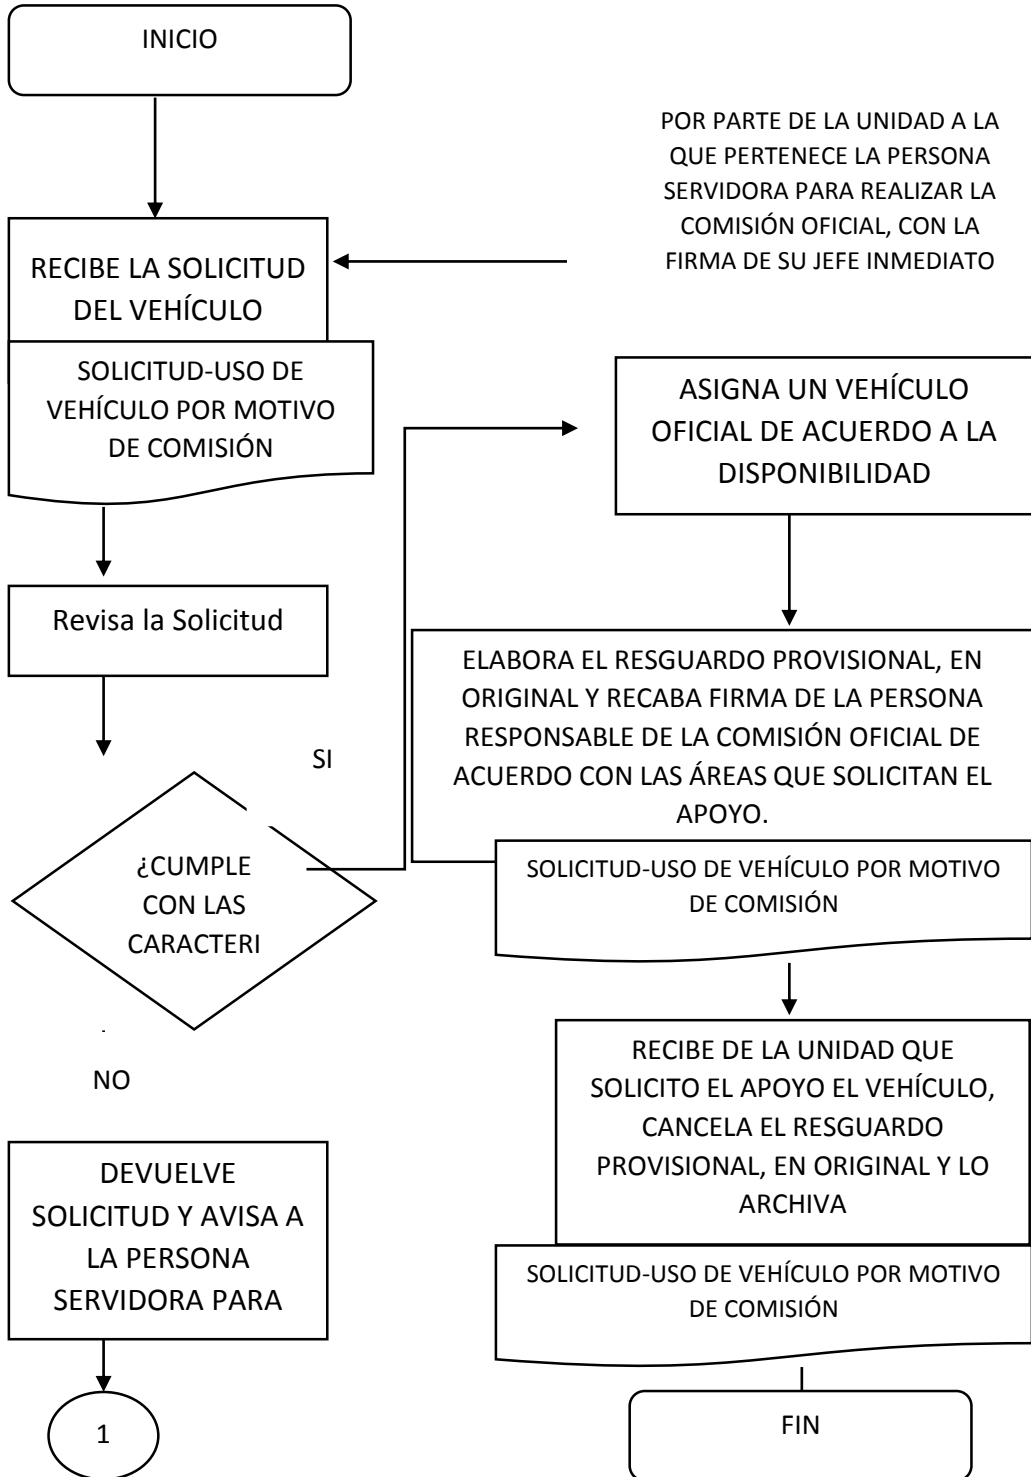 INICIO
POR PARTE DE LA UNIDAD A LA
QUE PERTENECE LA PERSONA
SERVIDORA PARA REALIZAR LA
COMISIÓN OFICIAL, CON LA
FIRMA DE SU JEFE INMEDIATO
RECIBE LA SOLICITUD
DEL VEHÍCULO
SOLICITUD-USO DE
VEHÍCULO POR MOTIVO
DE COMISIÓN
Revisa la Solicitud
SI
¿CUMPLE
CON LAS
CARACTERI
NO
DEVUELVE
SOLICITUD Y AVISA A
LA PERSONA
SERVIDORA PARA
1
ASIGNA UN VEHÍCULO
OFICIAL DE ACUERDO A LA
DISPONIBILIDAD
ELABORA EL RESGUARDO PROVISIONAL, EN
ORIGINAL Y RECABA FIRMA DE LA PERSONA
RESPONSABLE DE LA COMISIÓN OFICIAL DE
ACUERDO CON LAS ÁREAS QUE SOLICITAN EL
APOYO.
SOLICITUD-USO DE VEHÍCULO POR MOTIVO
DE COMISIÓN
RECIBE DE LA UNIDAD QUE
SOLICITO EL APOYO EL VEHÍCULO,
CANCELA EL RESGUARDO
PROVISIONAL, EN ORIGINAL Y LO
ARCHIVA
SOLICITUD-USO DE VEHÍCULO POR MOTIVO
DE COMISIÓN
FIN